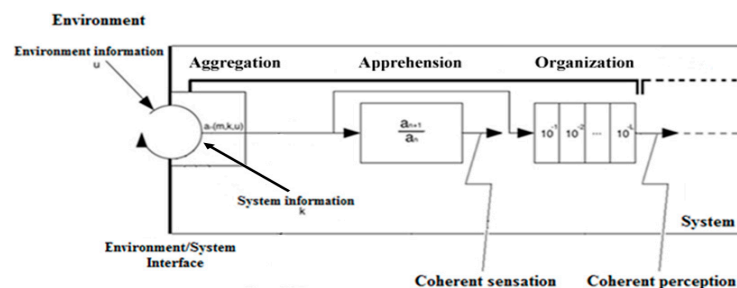 Environment
Environment information
u
Aggregation
Apprehension
Organization
a-(m,k,u)
aₙ₊₁
aₙ
10⁻¹ 10⁻² ... 10⁻ᴸ
System information
k
System
Environment/System
Interface
Coherent sensation
Coherent perception